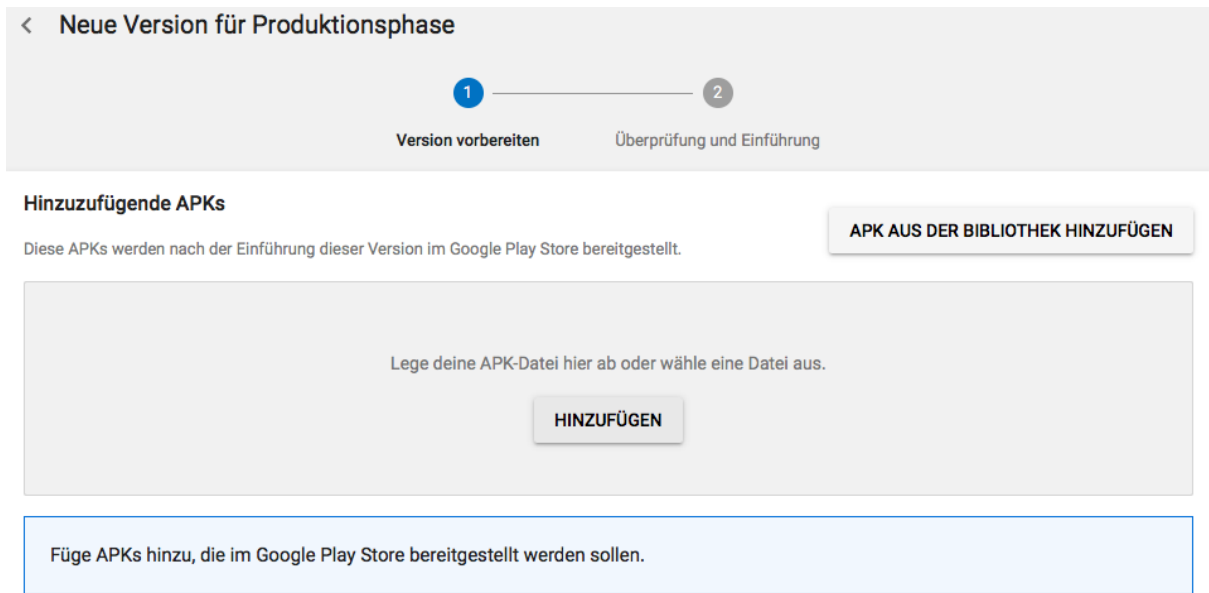 Neue Version für Produktionsphase
1
2
Version vorbereiten
Überprüfung und Einführung
Hinzuzufügende APKs
APK AUS DER BIBLIOTHEK HINZUFÜGEN
Diese APKs werden nach der Einführung dieser Version im Google Play Store bereitgestellt.
Lege deine APK-Datei hier ab oder wähle eine Datei aus.
HINZUFÜGEN
Füge APKs hinzu, die im Google Play Store bereitgestellt werden sollen.